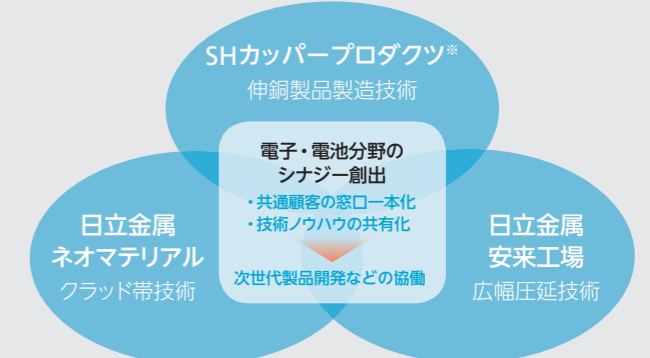 SHカッパープロダクツ※
伸銅製品製造技術
電子・電池分野の
シナジー創出
・共通顧客の窓口一本化
・技術ノウハウの共有化
次世代製品開発などの協働
日立金属
ネオマテリアル
クラッド帯技術
日立金属
安来工場
広幅圧延技術